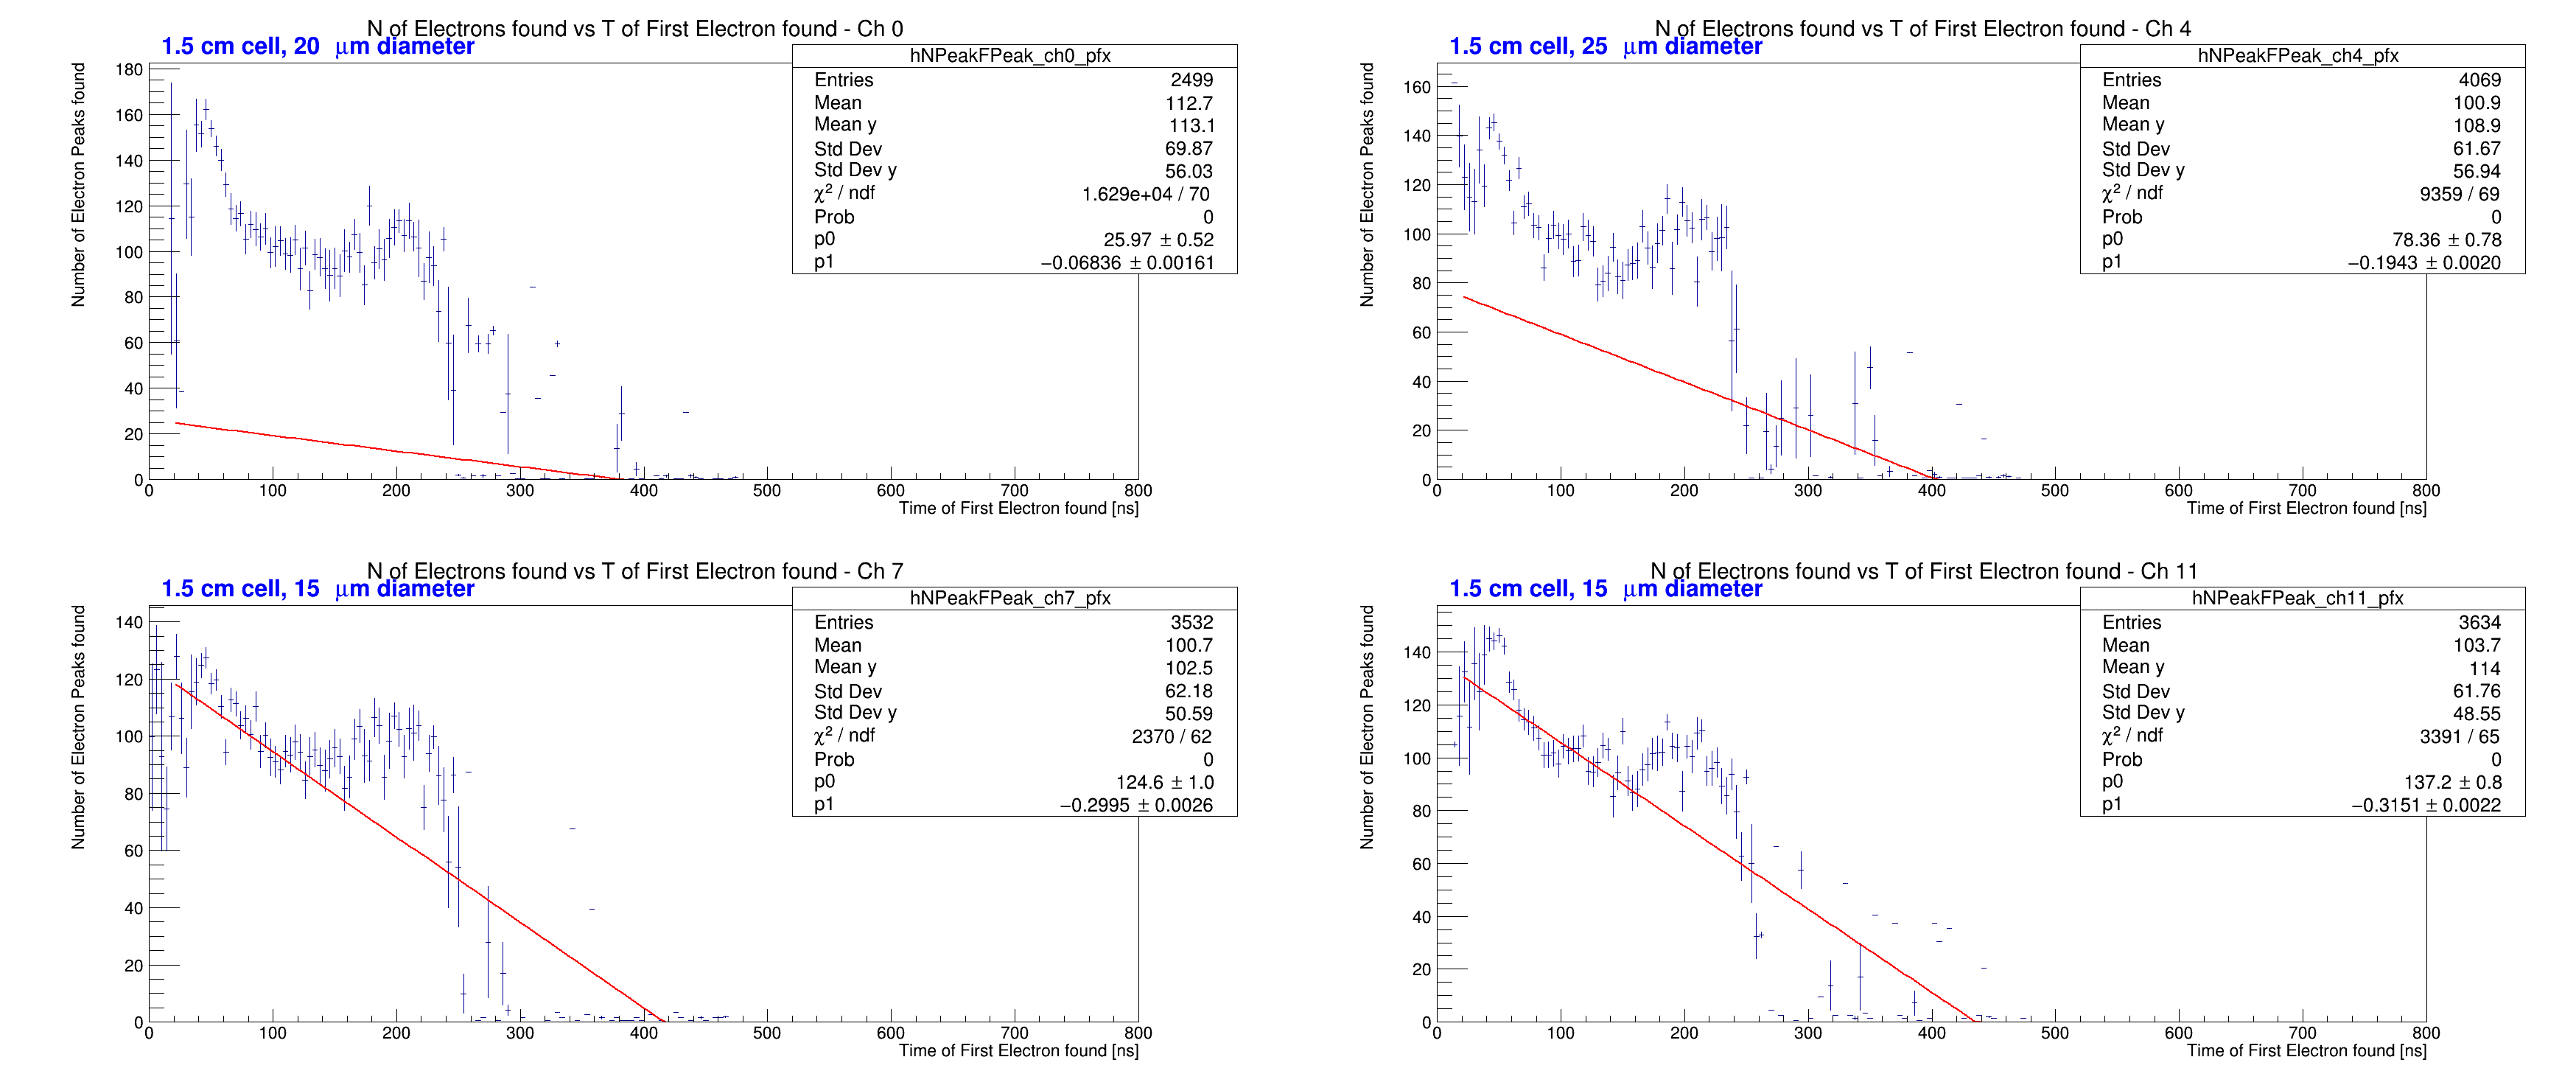 N of Electrons found vs T of First Electron found - Ch 0
1.5 cm cell, 20 μm diameter
hNPeakFPeak_ch0_pfx
Entries 2499
Mean 112.7
Mean y 113.1
Std Dev 69.87
Std Dev y 56.03
χ² / ndf 1.629e+04 / 70
Prob 0
p0 25.97 ± 0.52
p1 −0.06836 ± 0.00161
Number of Electron Peaks found
180
160
140
120
100
80
60
40
20
0
0 100 200 300 400 500 600 700 800
Time of First Electron found [ns]
N of Electrons found vs T of First Electron found - Ch 4
1.5 cm cell, 25 μm diameter
hNPeakFPeak_ch4_pfx
Entries 4069
Mean 100.9
Mean y 108.9
Std Dev 61.67
Std Dev y 56.94
χ² / ndf 9359 / 69
Prob 0
p0 78.36 ± 0.78
p1 −0.1943 ± 0.0020
Number of Electron Peaks found
160
140
120
100
80
60
40
20
0
0 100 200 300 400 500 600 700 800
Time of First Electron found [ns]
N of Electrons found vs T of First Electron found - Ch 7
1.5 cm cell, 15 μm diameter
hNPeakFPeak_ch7_pfx
Entries 3532
Mean 100.7
Mean y 102.5
Std Dev 62.18
Std Dev y 50.59
χ² / ndf 2370 / 62
Prob 0
p0 124.6 ± 1.0
p1 −0.2995 ± 0.0026
Number of Electron Peaks found
140
120
100
80
60
40
20
0
0 100 200 300 400 500 600 700 800
Time of First Electron found [ns]
N of Electrons found vs T of First Electron found - Ch 11
1.5 cm cell, 15 μm diameter
hNPeakFPeak_ch11_pfx
Entries 3634
Mean 103.7
Mean y 114
Std Dev 61.76
Std Dev y 48.55
χ² / ndf 3391 / 65
Prob 0
p0 137.2 ± 0.8
p1 −0.3151 ± 0.0022
Number of Electron Peaks found
140
120
100
80
60
40
20
0
0 100 200 300 400 500 600 700 800
Time of First Electron found [ns]